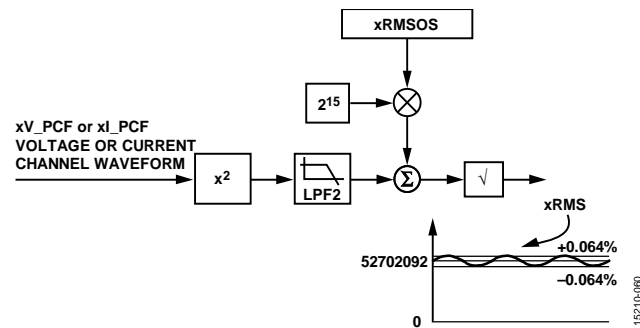 xRMSOS
2¹⁵
xV_PCF or xI_PCF
VOLTAGE OR CURRENT
CHANNEL WAVEFORM
x²
LPF2
Σ
√
xRMS
+0.064%
52702092
–0.064%
0
15210-060